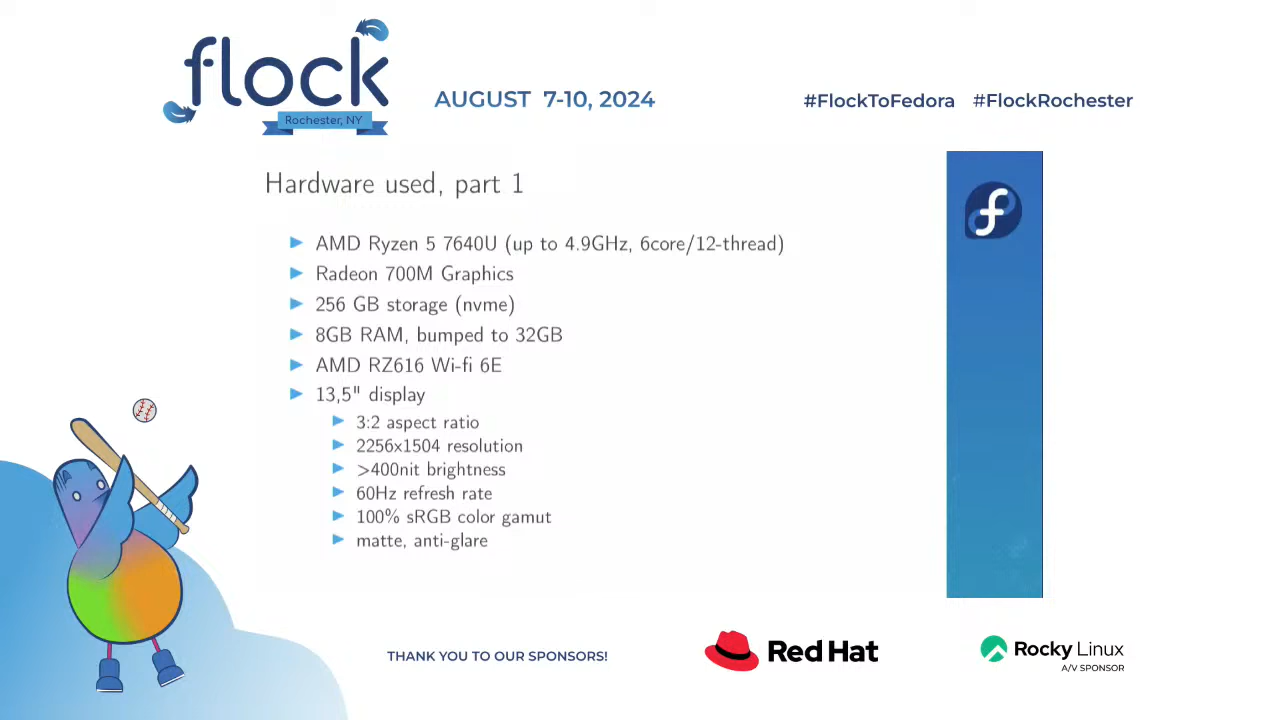 flock
Rochester, NY
AUGUST 7-10, 2024
#FlockToFedora #FlockRochester
Hardware used, part 1
AMD Ryzen 5 7640U (up to 4.9GHz, 6core/12-thread)
Radeon 700M Graphics
256 GB storage (nvme)
8GB RAM, bumped to 32GB
AMD RZ616 Wi-fi 6E
13,5" display
3:2 aspect ratio
2256x1504 resolution
>400nit brightness
60Hz refresh rate
100% sRGB color gamut
matte, anti-glare
THANK YOU TO OUR SPONSORS!
Red Hat
Rocky Linux
A/V SPONSOR